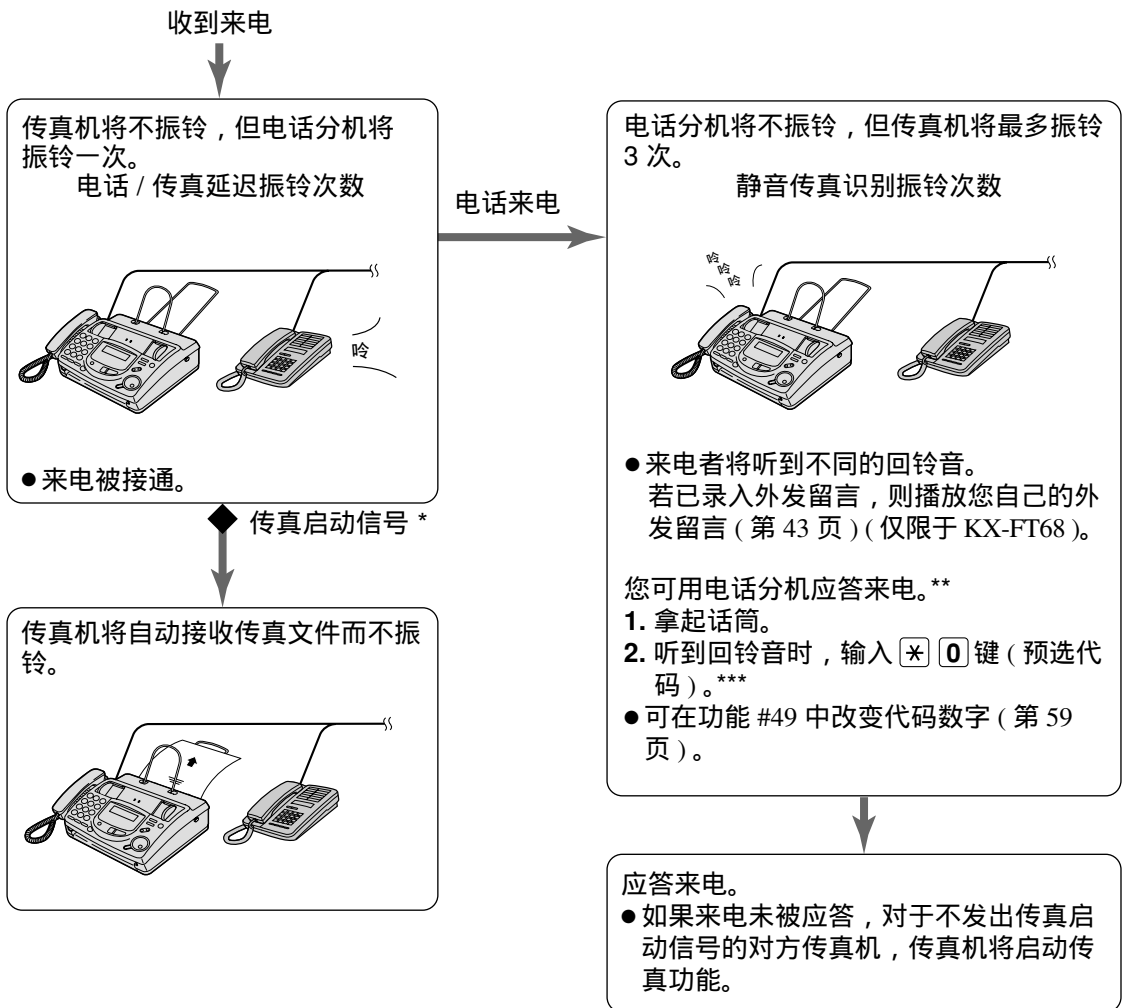 收到来电
传真机将不振铃，但电话分机将
振铃一次。
电话 / 传真延迟振铃次数
呤
●来电被接通。
传真启动信号 *
传真机将自动接收传真文件而不振
铃。
电话来电
电话分机将不振铃，但传真机将最多振铃
3 次。
静音传真识别振铃次数
呤
呤
呤
●来电者将听到不同的回铃音。
若已录入外发留言，则播放您自己的外
发留言 ( 第 43 页 ) ( 仅限于 KX-FT68 )。
您可用电话分机应答来电。**
1. 拿起话筒。
2. 听到回铃音时，输入 * 0 键 ( 预选代
码 ) 。***
●可在功能 #49 中改变代码数字 ( 第 59
页 ) 。
应答来电。
●如果来电未被应答，对于不发出传真启
动信号的对方传真机，传真机将启动传
真功能。